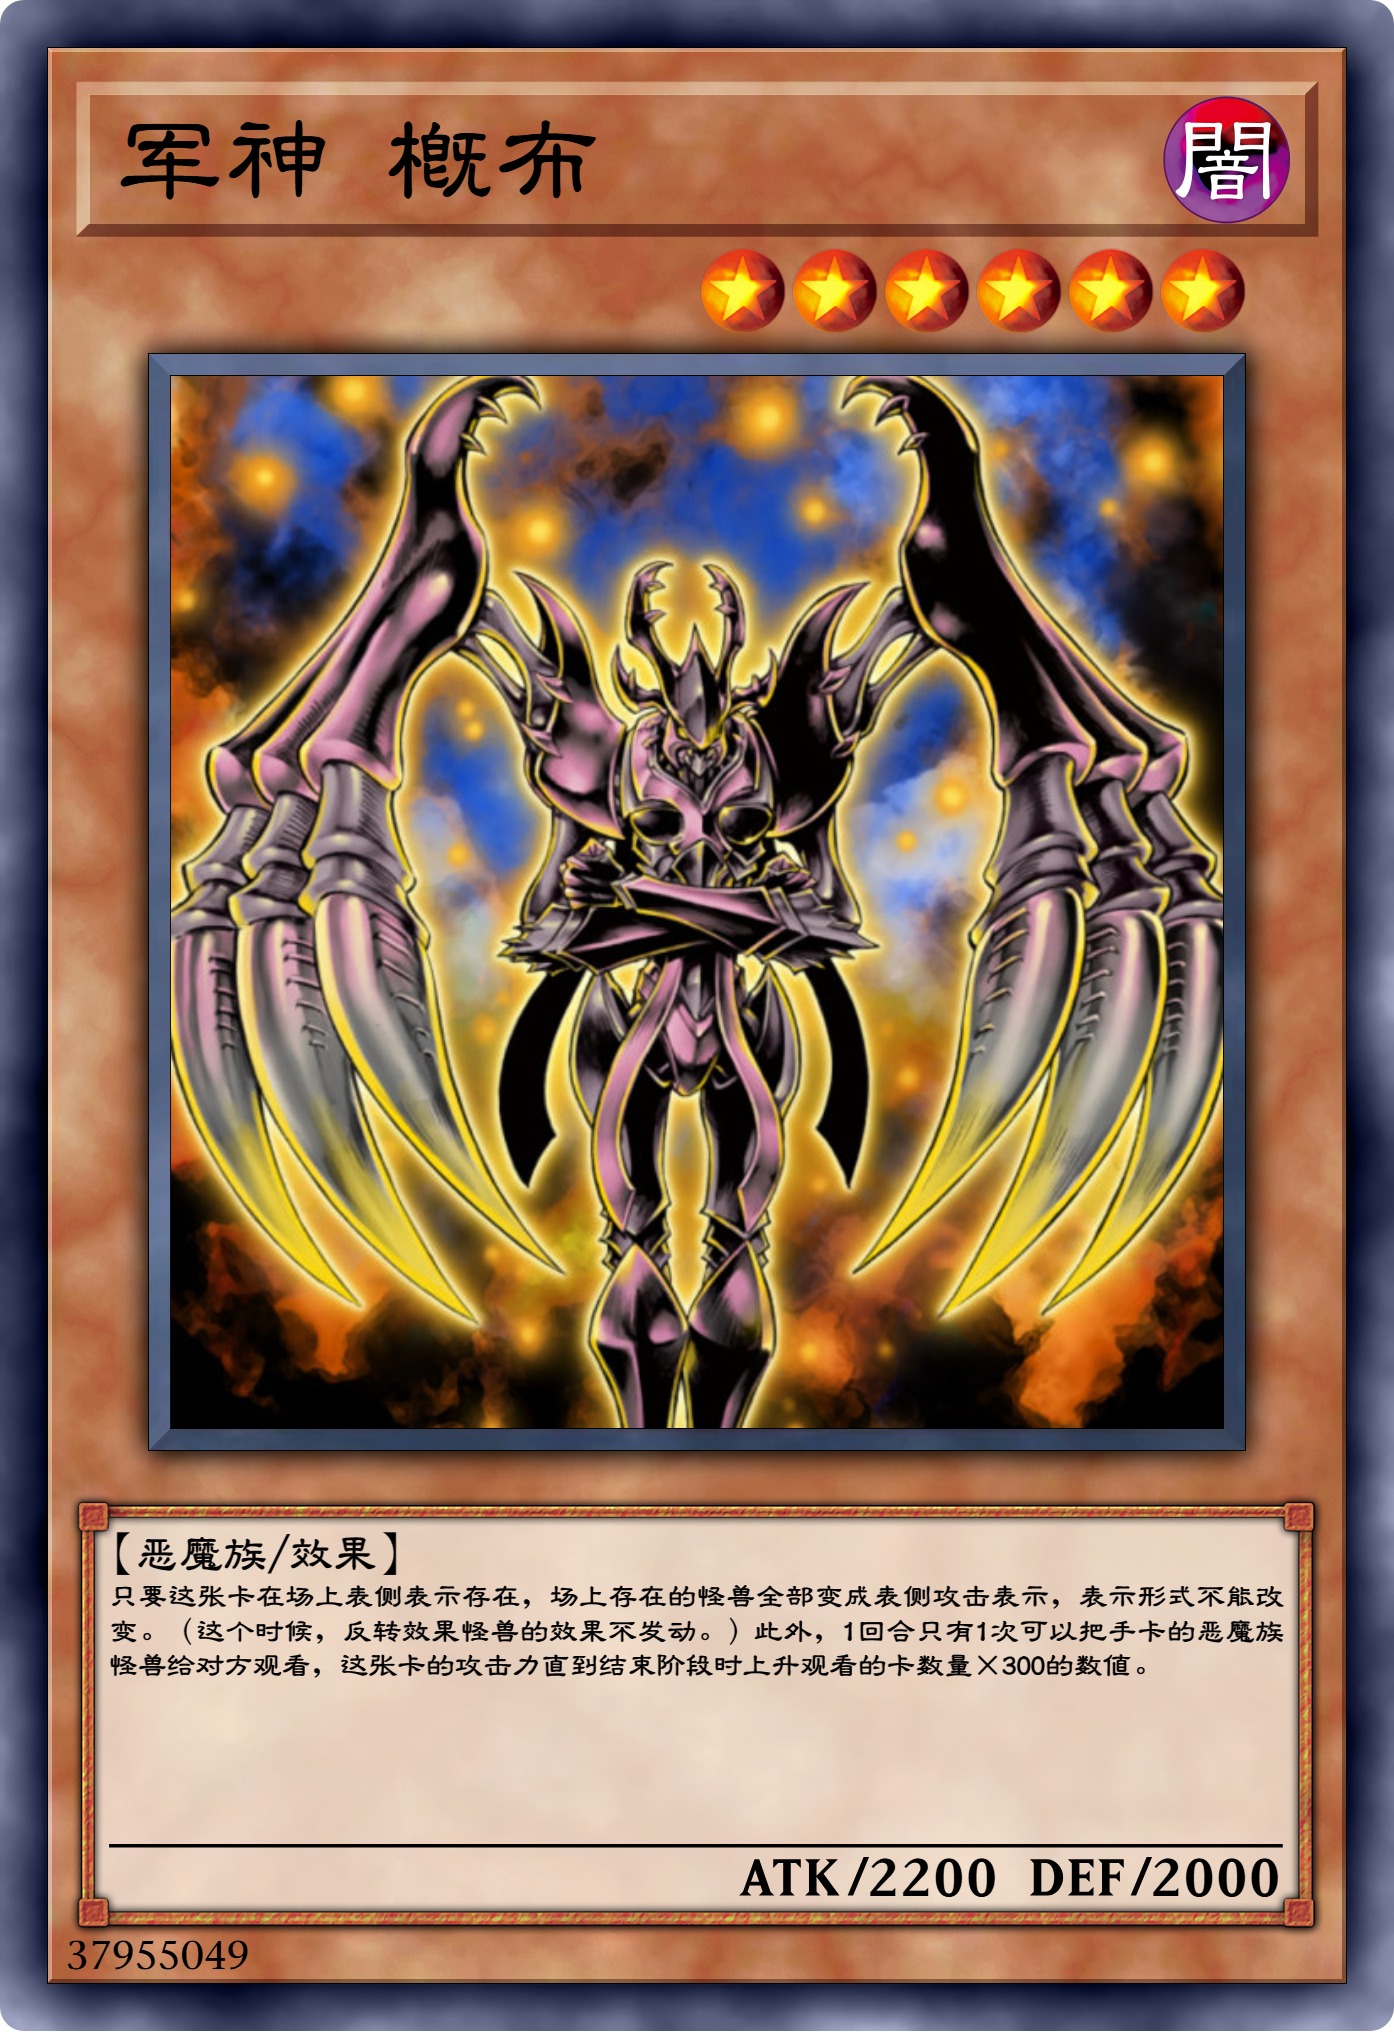 军神 概布
闇
【恶魔族/效果】
只要这张卡在场上表侧表示存在，场上存在的怪兽全部变成表侧攻击表示，表示形式不能改
变。（这个时候，反转效果怪兽的效果不发动。）此外，1回合只有1次可以把手卡的恶魔族
怪兽给对方观看，这张卡的攻击力直到结束阶段时上升观看的卡数量×300的数值。
ATK/2200 DEF/2000
37955049